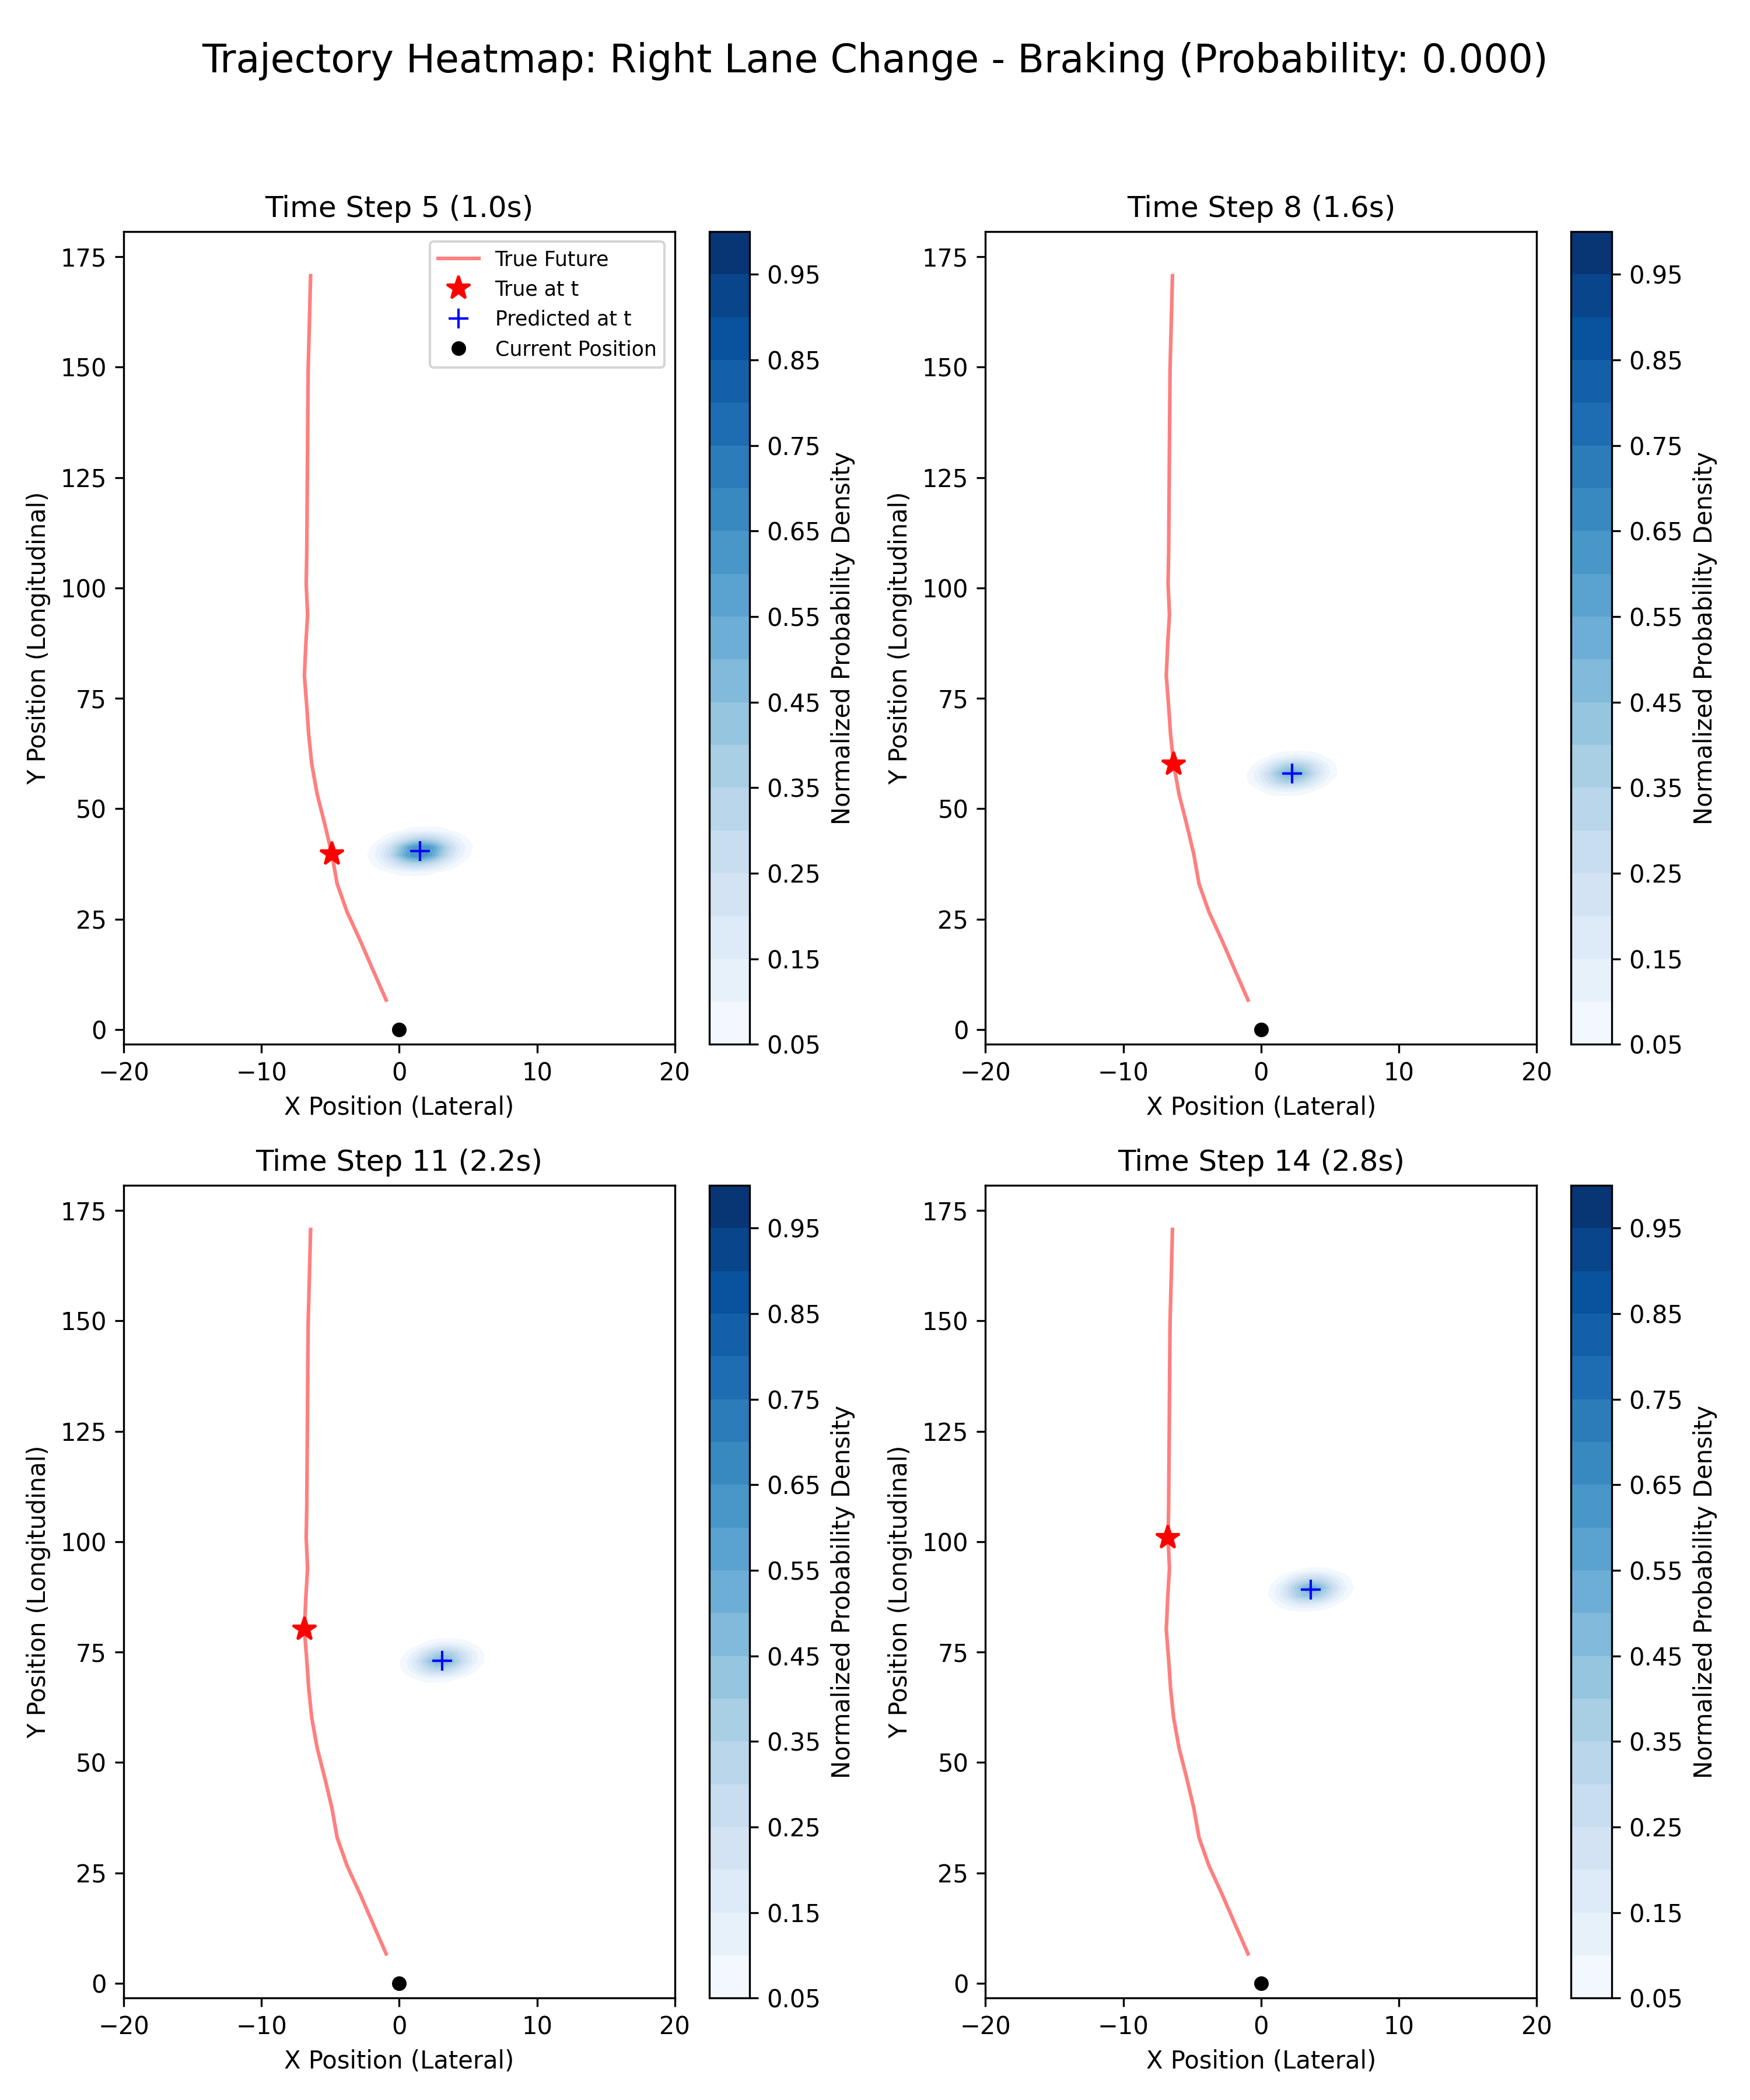 Trajectory Heatmap: Right Lane Change - Braking (Probability: 0.000)
Time Step 5 (1.0s)
True Future
True at t
Predicted at t
Current Position
175
150
125
100
75
50
25
0
Y Position (Longitudinal)
−20 −10 0 10 20
X Position (Lateral)
0.95
0.85
0.75
0.65
0.55
0.45
0.35
0.25
0.15
0.05
Normalized Probability Density
Time Step 8 (1.6s)
175
150
125
100
75
50
25
0
Y Position (Longitudinal)
−20 −10 0 10 20
X Position (Lateral)
0.95
0.85
0.75
0.65
0.55
0.45
0.35
0.25
0.15
0.05
Normalized Probability Density
Time Step 11 (2.2s)
175
150
125
100
75
50
25
0
Y Position (Longitudinal)
−20 −10 0 10 20
X Position (Lateral)
0.95
0.85
0.75
0.65
0.55
0.45
0.35
0.25
0.15
0.05
Normalized Probability Density
Time Step 14 (2.8s)
175
150
125
100
75
50
25
0
Y Position (Longitudinal)
−20 −10 0 10 20
X Position (Lateral)
0.95
0.85
0.75
0.65
0.55
0.45
0.35
0.25
0.15
0.05
Normalized Probability Density